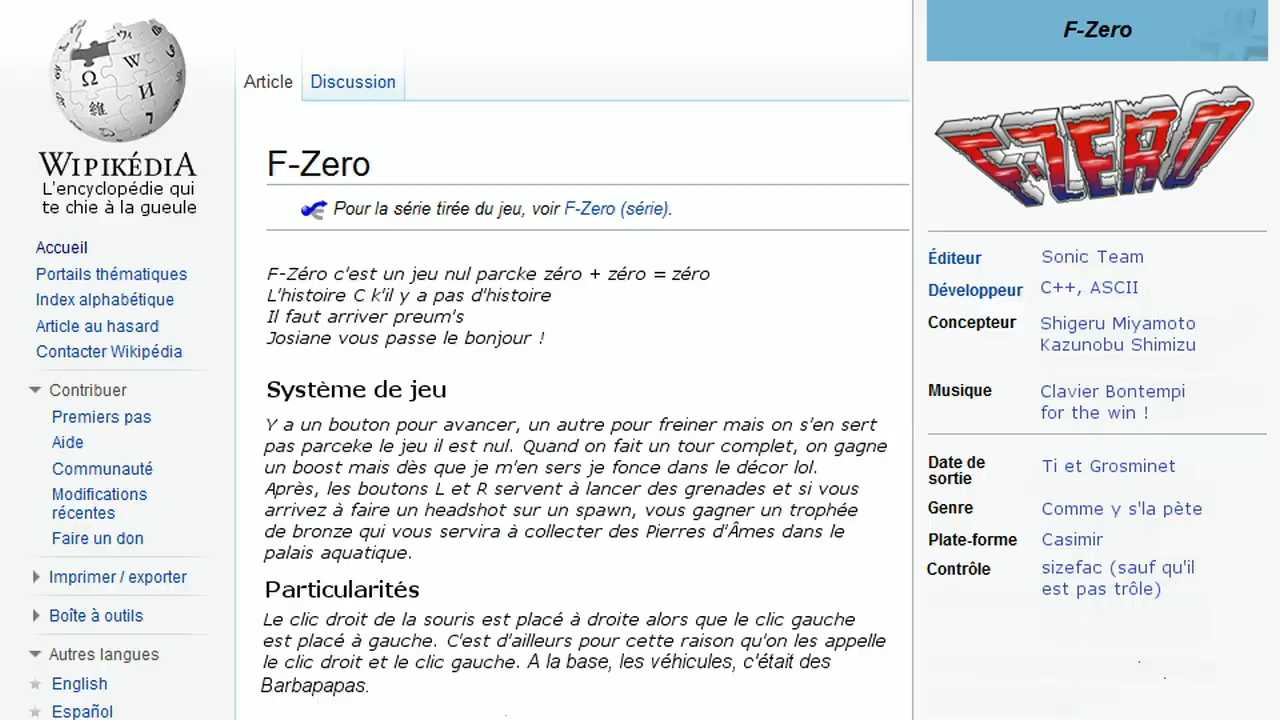 Ω W И 維 7
WIPIKÉDIA
L'encyclopédie qui
te chie à la gueule
Accueil
Portails thématiques
Index alphabétique
Article au hasard
Contacter Wikipédia
Contribuer
Premiers pas
Aide
Communauté
Modifications
récentes
Faire un don
Imprimer / exporter
Boîte à outils
Autres langues
English
Español
Article Discussion
F-Zero
Pour la série tirée du jeu, voir F-Zero (série).
F-Zéro c'est un jeu nul parcke zéro + zéro = zéro
L'histoire C k'il y a pas d'histoire
Il faut arriver preum's
Josiane vous passe le bonjour !
Système de jeu
Y a un bouton pour avancer, un autre pour freiner mais on s'en sert
pas parceke le jeu il est nul. Quand on fait un tour complet, on gagne
un boost mais dès que je m'en sers je fonce dans le décor lol.
Après, les boutons L et R servent à lancer des grenades et si vous
arrivez à faire un headshot sur un spawn, vous gagner un trophée
de bronze qui vous servira à collecter des Pierres d'Âmes dans le
palais aquatique.
Particularités
Le clic droit de la souris est placé à droite alors que le clic gauche
est placé à gauche. C'est d'ailleurs pour cette raison qu'on les appelle
le clic droit et le clic gauche. A la base, les véhicules, c'était des
Barbapapas.
F-Zero
F-ZERO
Éditeur Sonic Team
Développeur C++, ASCII
Concepteur Shigeru Miyamoto
Kazunobu Shimizu
Musique Clavier Bontempi
for the win !
Date de
sortie Ti et Grosminet
Genre Comme y s'la pète
Plate-forme Casimir
Contrôle sizefac (sauf qu'il
est pas trôle)